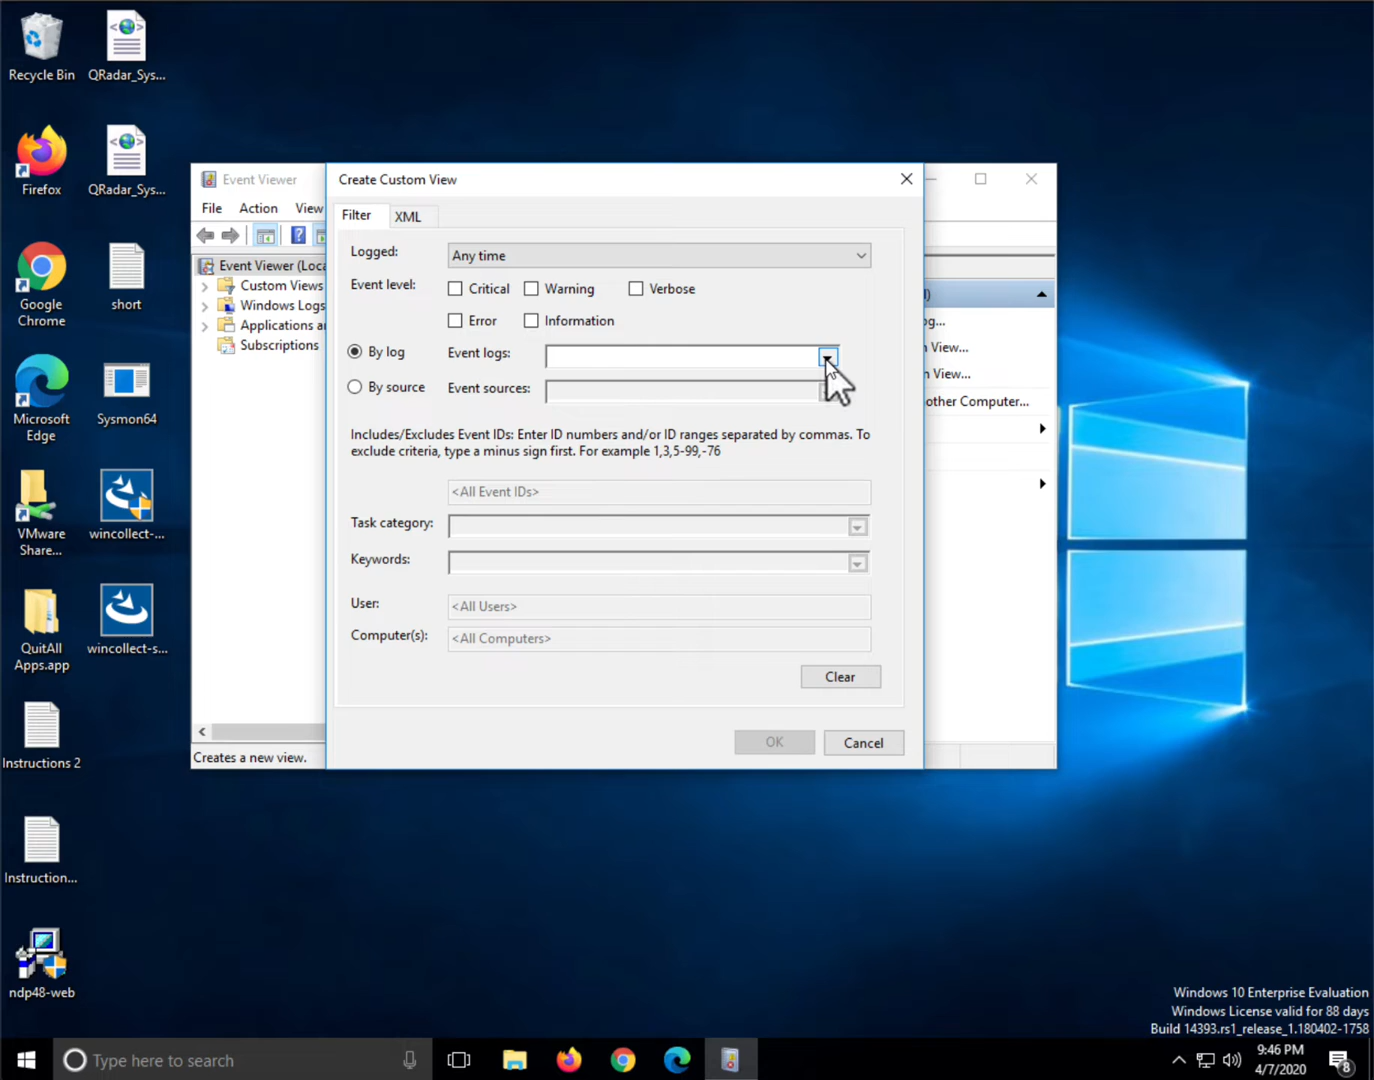 Recycle Bin
QRadar_Sys...
Firefox
QRadar_Sys...
Google
Chrome
short
Microsoft
Edge
Sysmon64
VMware
Share...
wincollect-...
QuitAll
Apps.app
wincollect-s...
Instructions 2
Instruction...
ndp48-web
Event Viewer
File Action View
Event Viewer (Loca
Custom Views
Windows Logs
Applications a
Subscriptions
Creates a new view.
Create Custom View
Filter XML
Logged: Any time
Event level: Critical Warning Verbose
Error Information
By log Event logs:
By source Event sources:
Includes/Excludes Event IDs: Enter ID numbers and/or ID ranges separated by commas. To
exclude criteria, type a minus sign first. For example 1,3,5-99,-76
<All Event IDs>
Task category:
Keywords:
User: <All Users>
Computer(s): <All Computers>
Clear
OK Cancel
l)
og...
n View...
n View...
other Computer...
Windows 10 Enterprise Evaluation
Windows License valid for 88 days
Build 14393.rs1_release_1.180402-1758
Type here to search
9:46 PM
4/7/2020
8